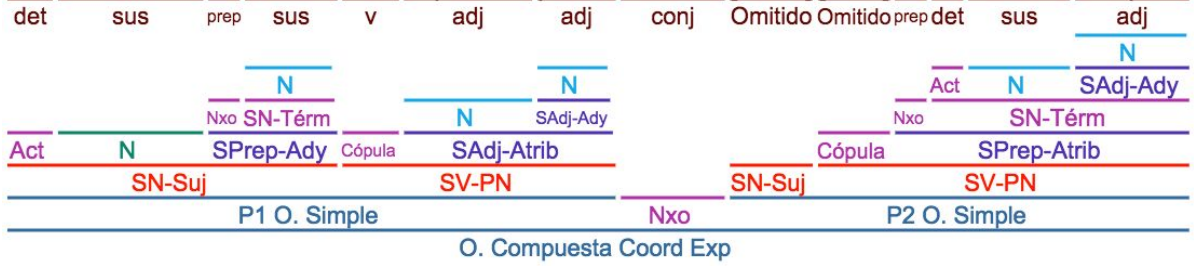 det sus prep sus v adj adj conj Omitido Omitido prep det sus adj
N
N N Act N SAdj-Ady
Nxo SN-Térm N SAdj-Ady Nxo SN-Térm
Act N SPrep-Ady Cópula SAdj-Atrib Cópula SPrep-Atrib
SN-Suj SV-PN SN-Suj SV-PN
P1 O. Simple Nxo P2 O. Simple
O. Compuesta Coord Exp